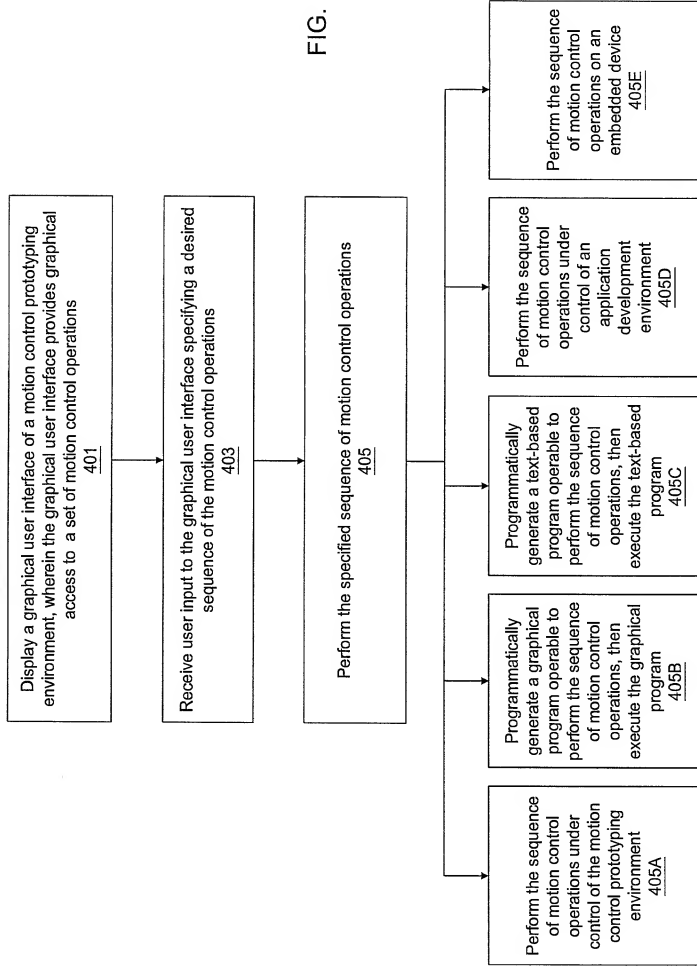 Display a graphical user interface of a motion control prototyping
environment, wherein the graphical user interface provides graphical
access to a set of motion control operations
401
Receive user input to the graphical user interface specifying a desired
sequence of the motion control operations
403
Perform the specified sequence of motion control operations
405
Perform the sequence
of motion control
operations under
control of the motion
control prototyping
environment
405A
Programmatically
generate a graphical
program operable to
perform the sequence
of motion control
operations, then
execute the graphical
program
405B
Programmatically
generate a text-based
program operable to
perform the sequence
of motion control
operations, then
execute the text-based
program
405C
Perform the sequence
of motion control
operations under
control of an
application
development
environment
405D
Perform the sequence
of motion control
operations on an
embedded device
405E
FIG.